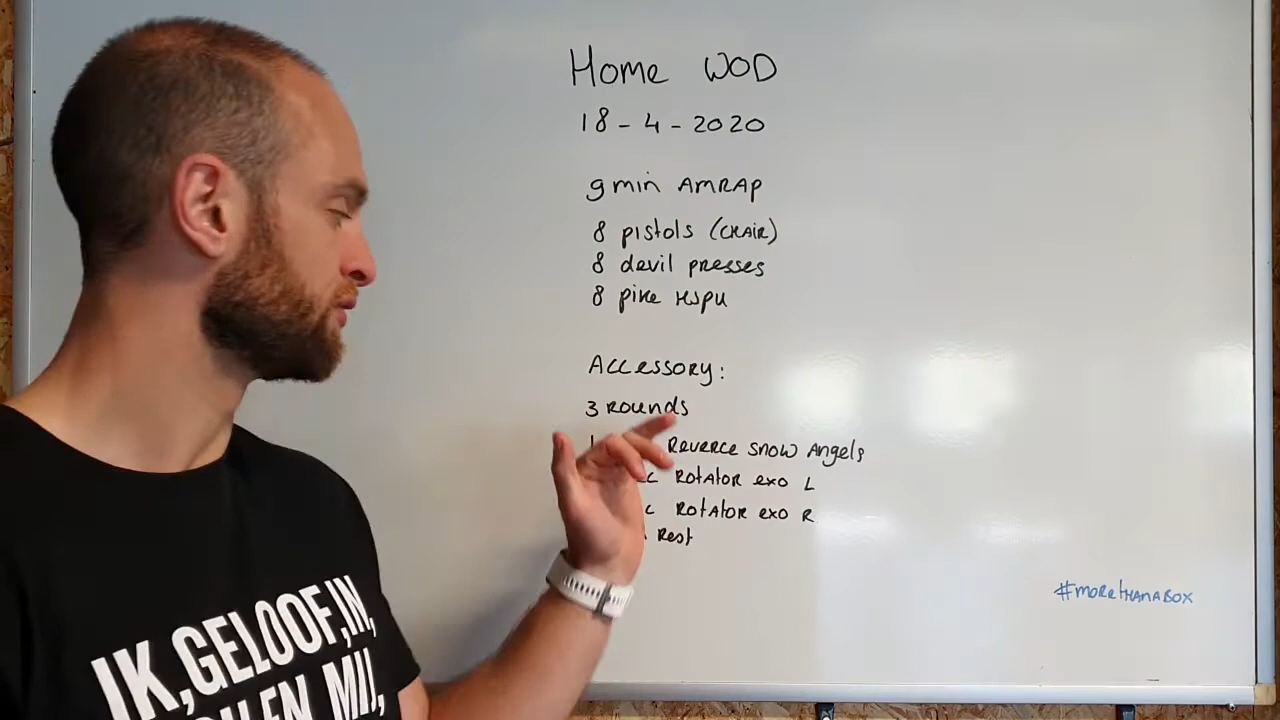 Home WOD
18-4-2020
9 min AMRAP
8 pistols (CHAIR)
8 devil presses
8 pike HSPU
Accessory:
3 Rounds
Reverce snow Angels
Rotator exo L
Rotator exo R
Rest
#morethanabox
IK,GELOOF,IN,
MIJ,